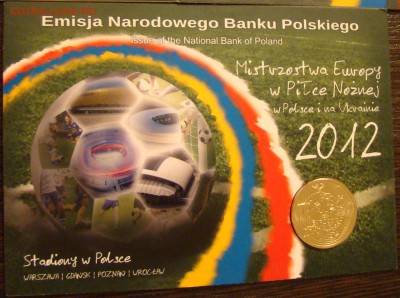 Emisja Narodowego Banku Polskiego
Issue of the National Bank of Poland
Mistrzostwa Europy
w Piłce Nożnej
w Polsce i na Ukrainie
2012
Stadiony w Polsce
WARSZAWA | GDAŃSK | POZNAŃ | WROCŁAW